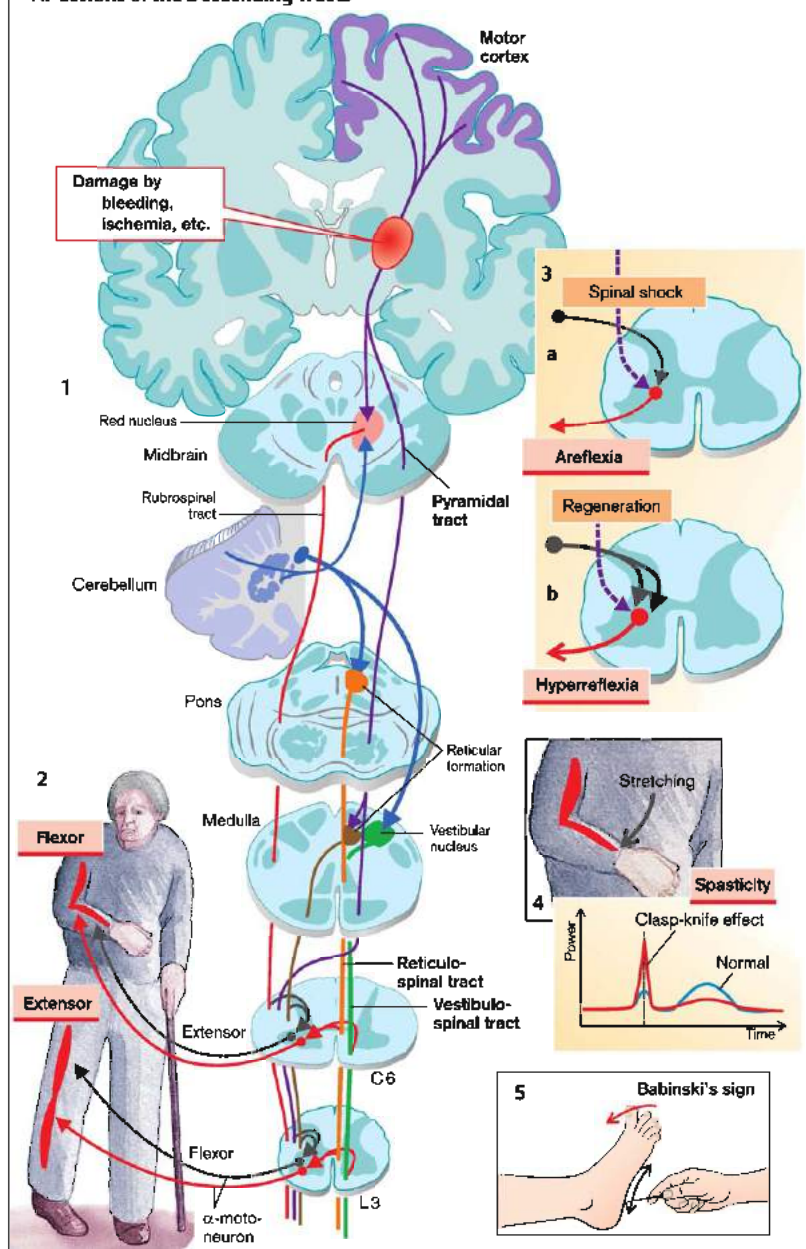 Motor
cortex
Damage by
bleeding,
ischemia, etc.
1
Red nucleus
Midbrain
Rubrospinal
tract
Pyramidal
tract
Cerebellum
Pons
Reticular
formation
Medulla
Vestibular
nucleus
Reticulo-
spinal tract
Vestibulo-
spinal tract
C6
L3
2
Flexor
Extensor
Extensor
Flexor
α-moto-
neuron
3
Spinal shock
a
Areflexia
Regeneration
b
Hyperreflexia
Stretching
Spasticity
4
Power
Clasp-knife effect
Normal
Time
5
Babinski's sign